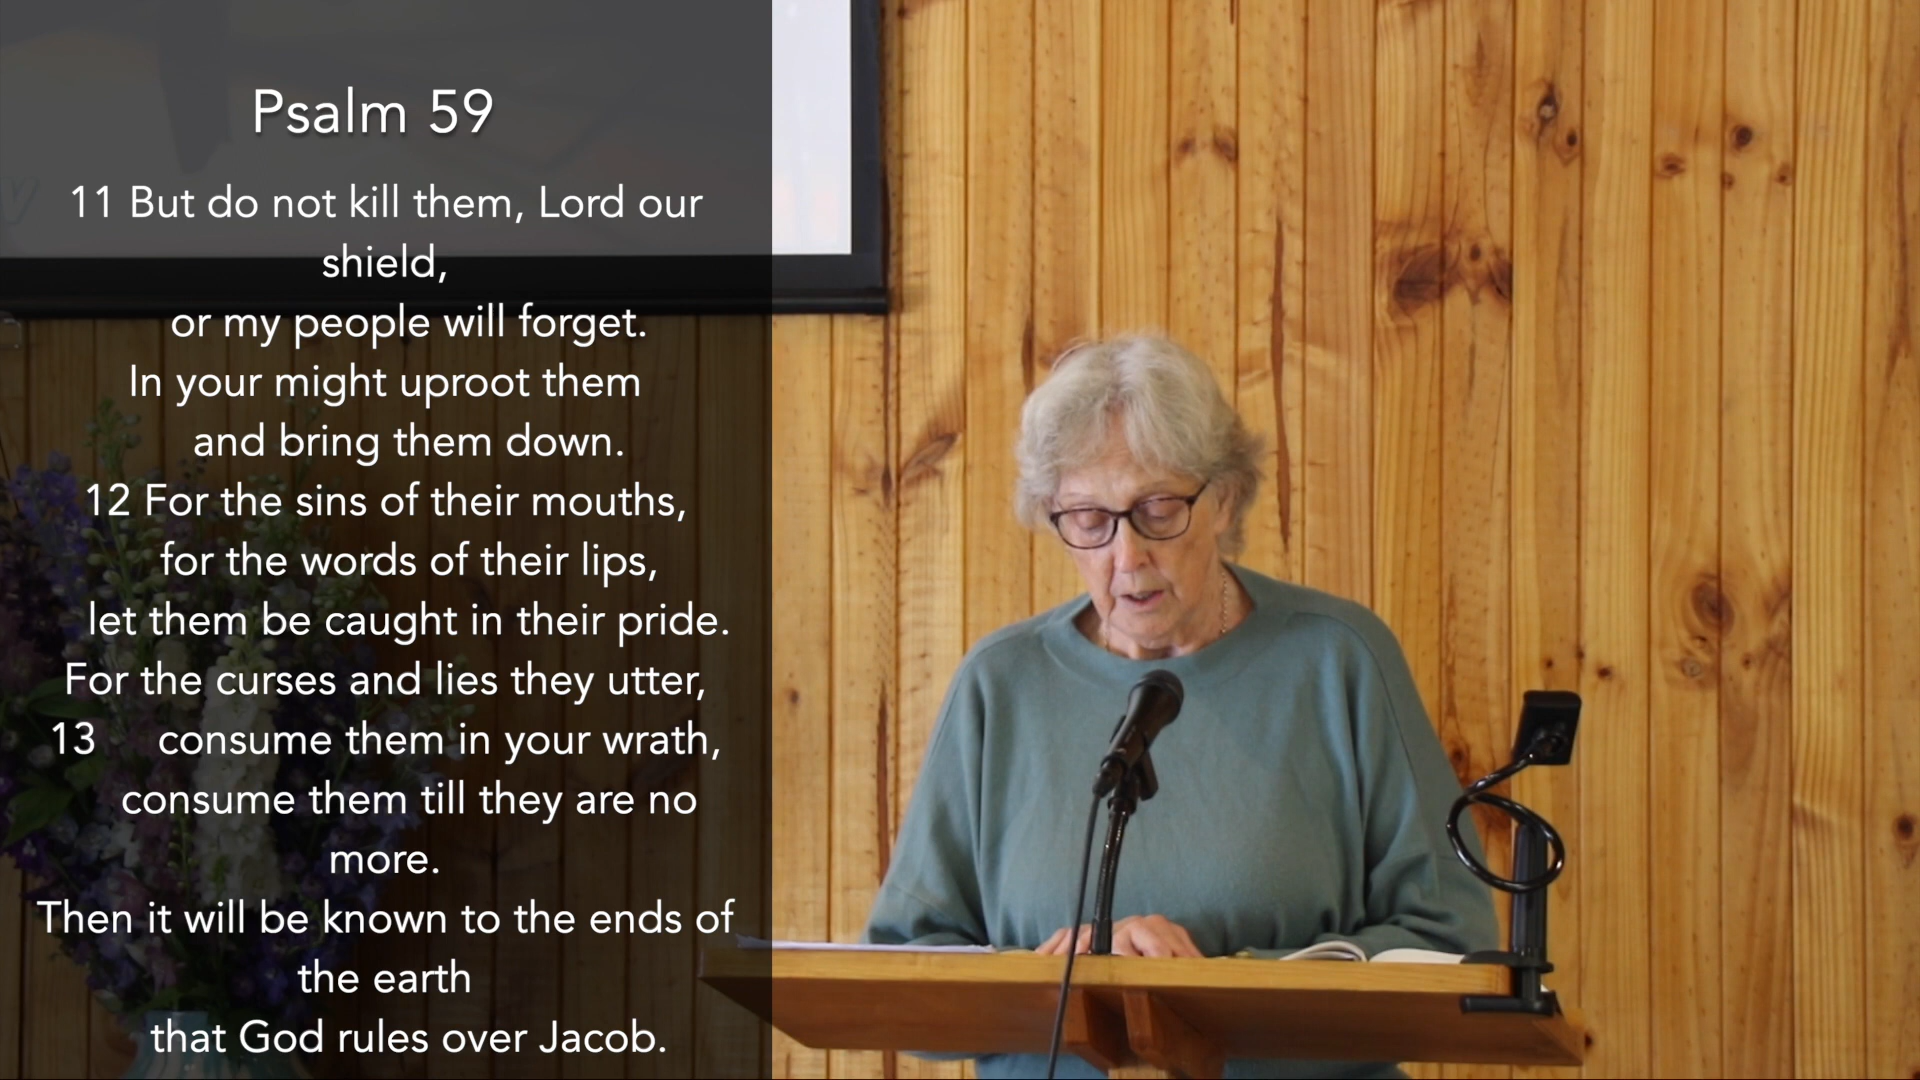 Psalm 59
11 But do not kill them, Lord our
shield,
or my people will forget.
In your might uproot them
and bring them down.
12 For the sins of their mouths,
for the words of their lips,
let them be caught in their pride.
For the curses and lies they utter,
13 consume them in your wrath,
consume them till they are no
more.
Then it will be known to the ends of
the earth
that God rules over Jacob.